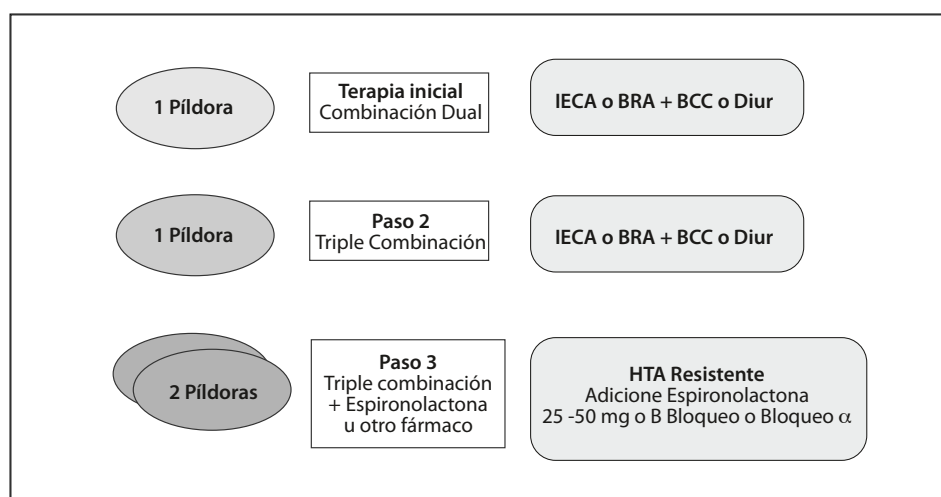 1 Píldora
Terapia inicial
Combinación Dual
IECA o BRA + BCC o Diur
1 Píldora
Paso 2
Triple Combinación
IECA o BRA + BCC o Diur
2 Píldoras
Paso 3
Triple combinación
+ Espironolactona
u otro fármaco
HTA Resistente
Adicione Espironolactona
25 -50 mg o B Bloqueo o Bloqueo α